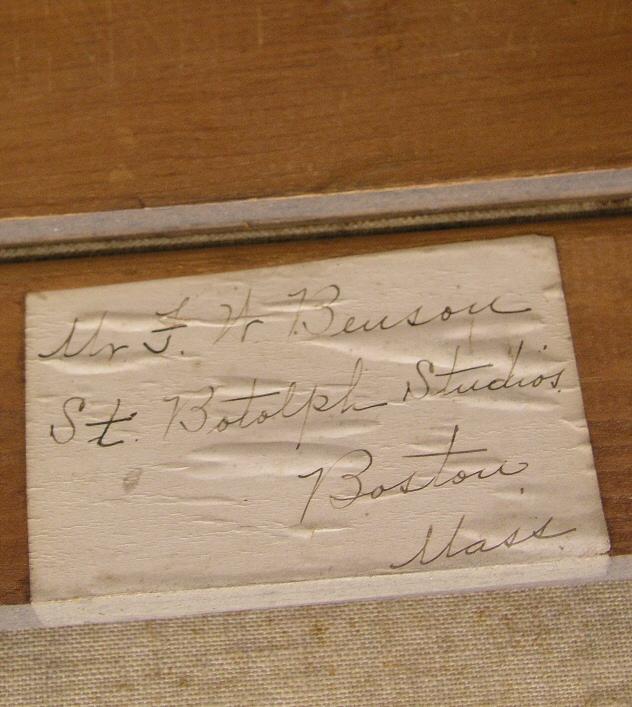 Mr F. W Benson
St. Botolph Studios.
Boston.
Mass.